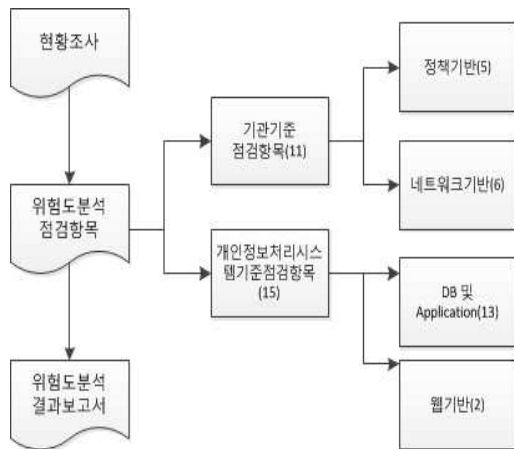 현황조사
위험도분석
점검항목
위험도분석
결과보고서
기관기준
점검항목(11)
개인정보처리시스
템기준점검항목
(15)
정책기반(5)
네트워크기반(6)
DB 및
Application(13)
웹기반(2)